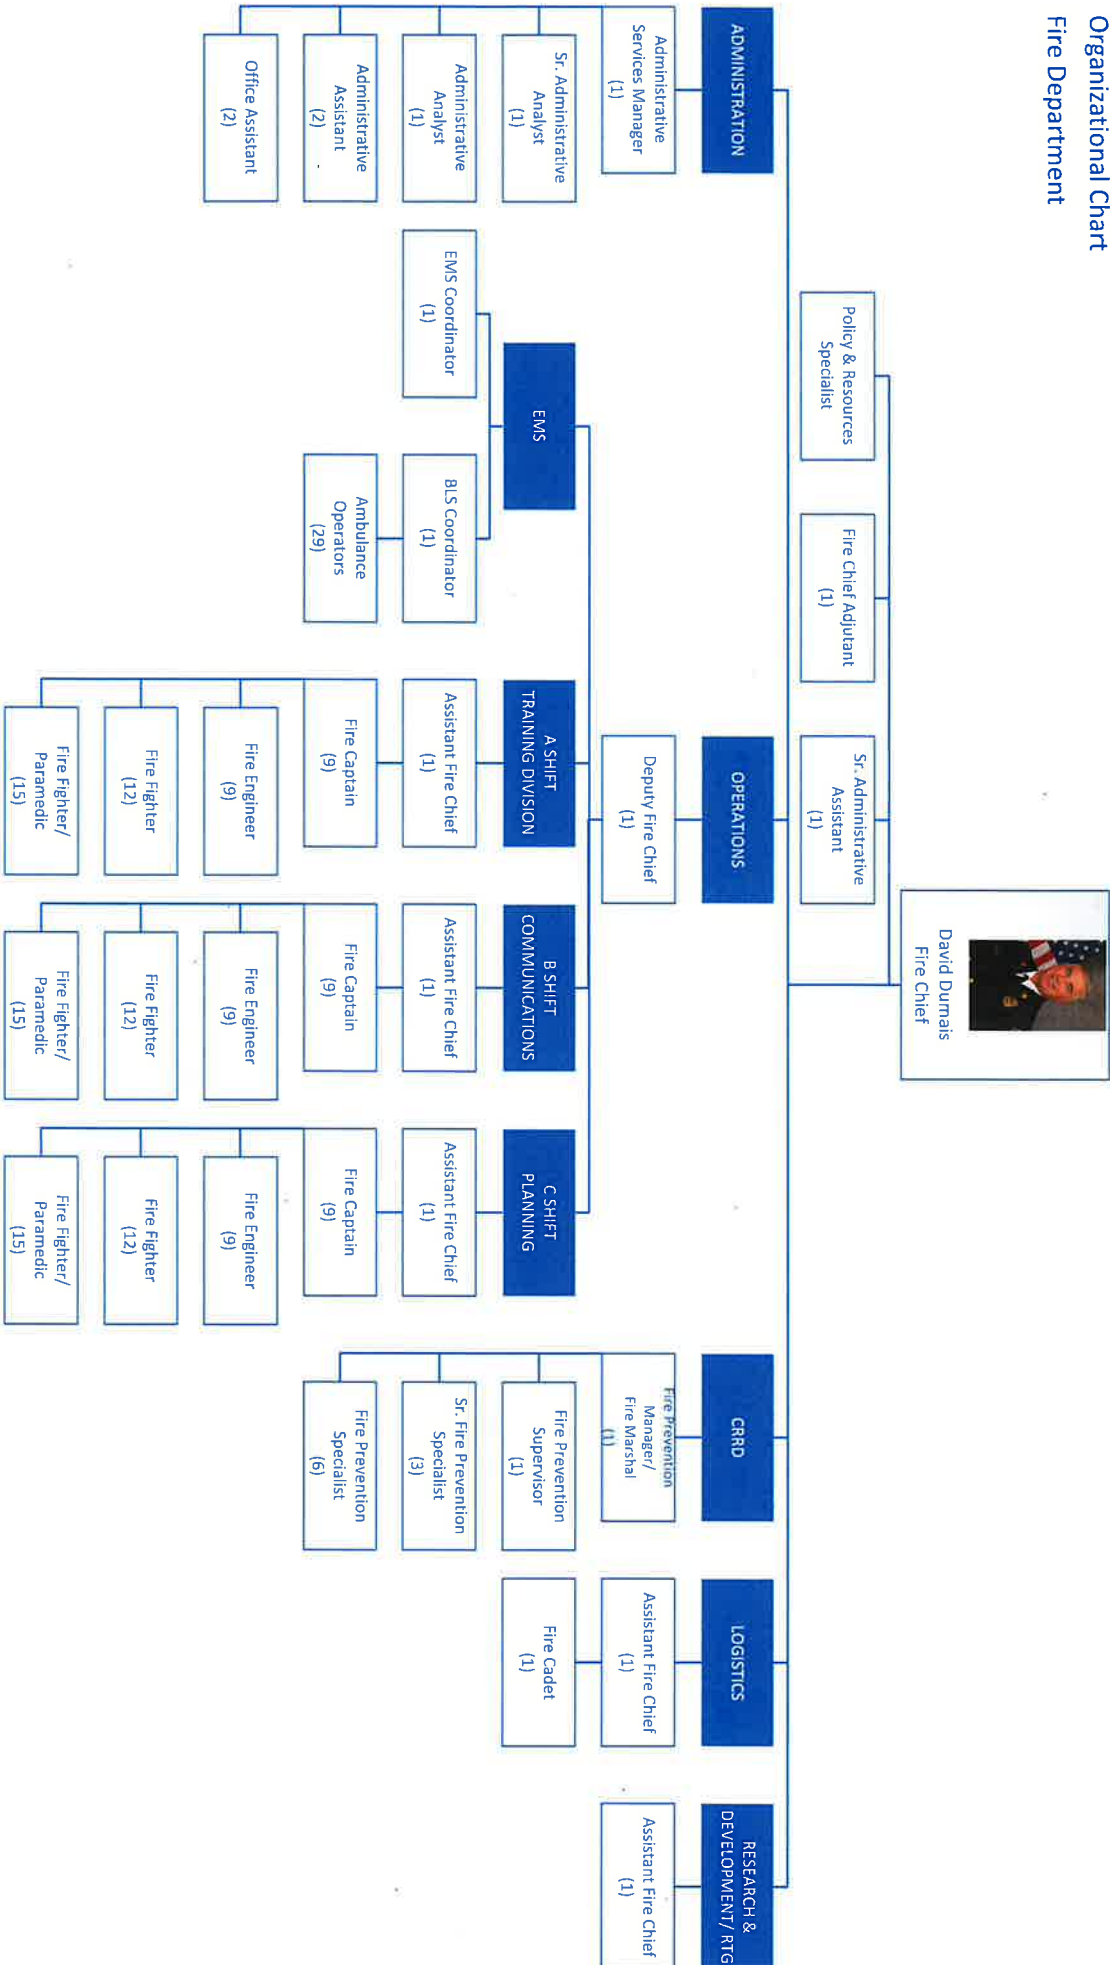 Organizational Chart
Fire Department
David Dumais
Fire Chief
Policy & Resources
Specialist
Fire Chief Adjutant
(1)
Sr. Administrative
Assistant
(1)
ADMINISTRATION
Administrative
Services Manager
(1)
Sr. Administrative
Analyst
(1)
Administrative
Analyst
(1)
Administrative
Assistant
(2)
Office Assistant
(2)
OPERATIONS
Deputy Fire Chief
(1)
EMS
EMS Coordinator
(1)
BLS Coordinator
(1)
Ambulance
Operators
(29)
A SHIFT
TRAINING DIVISION
Assistant Fire Chief
(1)
Fire Captain
(9)
Fire Engineer
(9)
Fire Fighter
(12)
Fire Fighter/
Paramedic
(15)
B SHIFT
COMMUNICATIONS
Assistant Fire Chief
(1)
Fire Captain
(9)
Fire Engineer
(9)
Fire Fighter
(12)
Fire Fighter/
Paramedic
(15)
C SHIFT
PLANNING
Assistant Fire Chief
(1)
Fire Captain
(9)
Fire Engineer
(9)
Fire Fighter
(12)
Fire Fighter/
Paramedic
(15)
CRRD
Fire Prevention
Manager/
Fire Marshal
(1)
Fire Prevention
Supervisor
(1)
Sr. Fire Prevention
Specialist
(3)
Fire Prevention
Specialist
(6)
LOGISTICS
Assistant Fire Chief
(1)
Fire Cadet
(1)
RESEARCH &
DEVELOPMENT/ RTG
Assistant Fire Chief
(1)